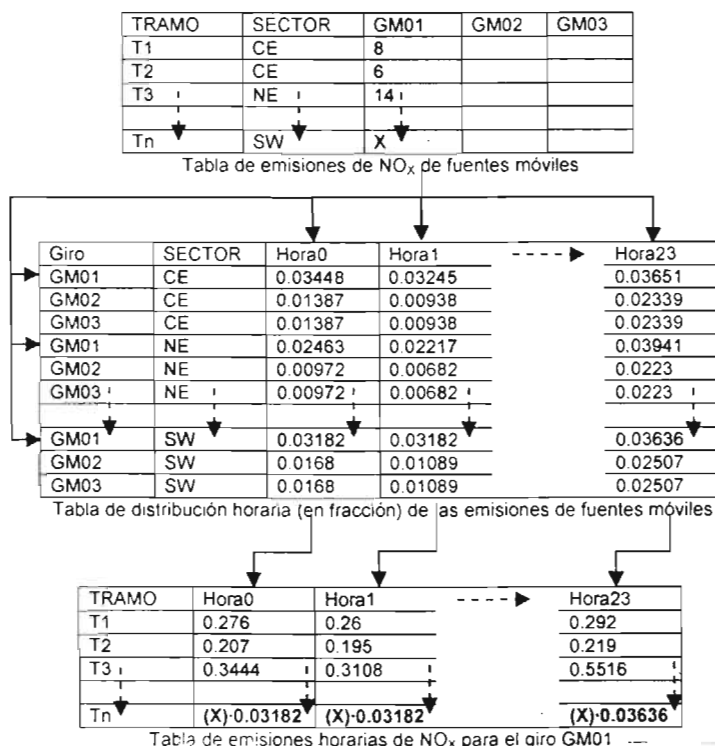 TRAMO SECTOR GM01 GM02 GM03
T1 CE 8
T2 CE 6
T3 NE 14
Tn SW X
Tabla de emisiones de NOX de fuentes móviles
Giro SECTOR Hora0 Hora1 Hora23
GM01 CE 0.03448 0.03245 0.03651
GM02 CE 0.01387 0.00938 0.02339
GM03 CE 0.01387 0.00938 0.02339
GM01 NE 0.02463 0.02217 0.03941
GM02 NE 0.00972 0.00682 0.0223
GM03 NE 0.00972 0.00682 0.0223
GM01 SW 0.03182 0.03182 0.03636
GM02 SW 0.0168 0.01089 0.02507
GM03 SW 0.0168 0.01089 0.02507
Tabla de distribución horaria (en fracción) de las emisiones de fuentes móviles
TRAMO Hora0 Hora1 Hora23
T1 0.276 0.26 0.292
T2 0.207 0.195 0.219
T3 0.3444 0.3108 0.5516
Tn (X)·0.03182 (X)·0.03182 (X)·0.03636
Tabla de emisiones horarias de NOX para el giro GM01